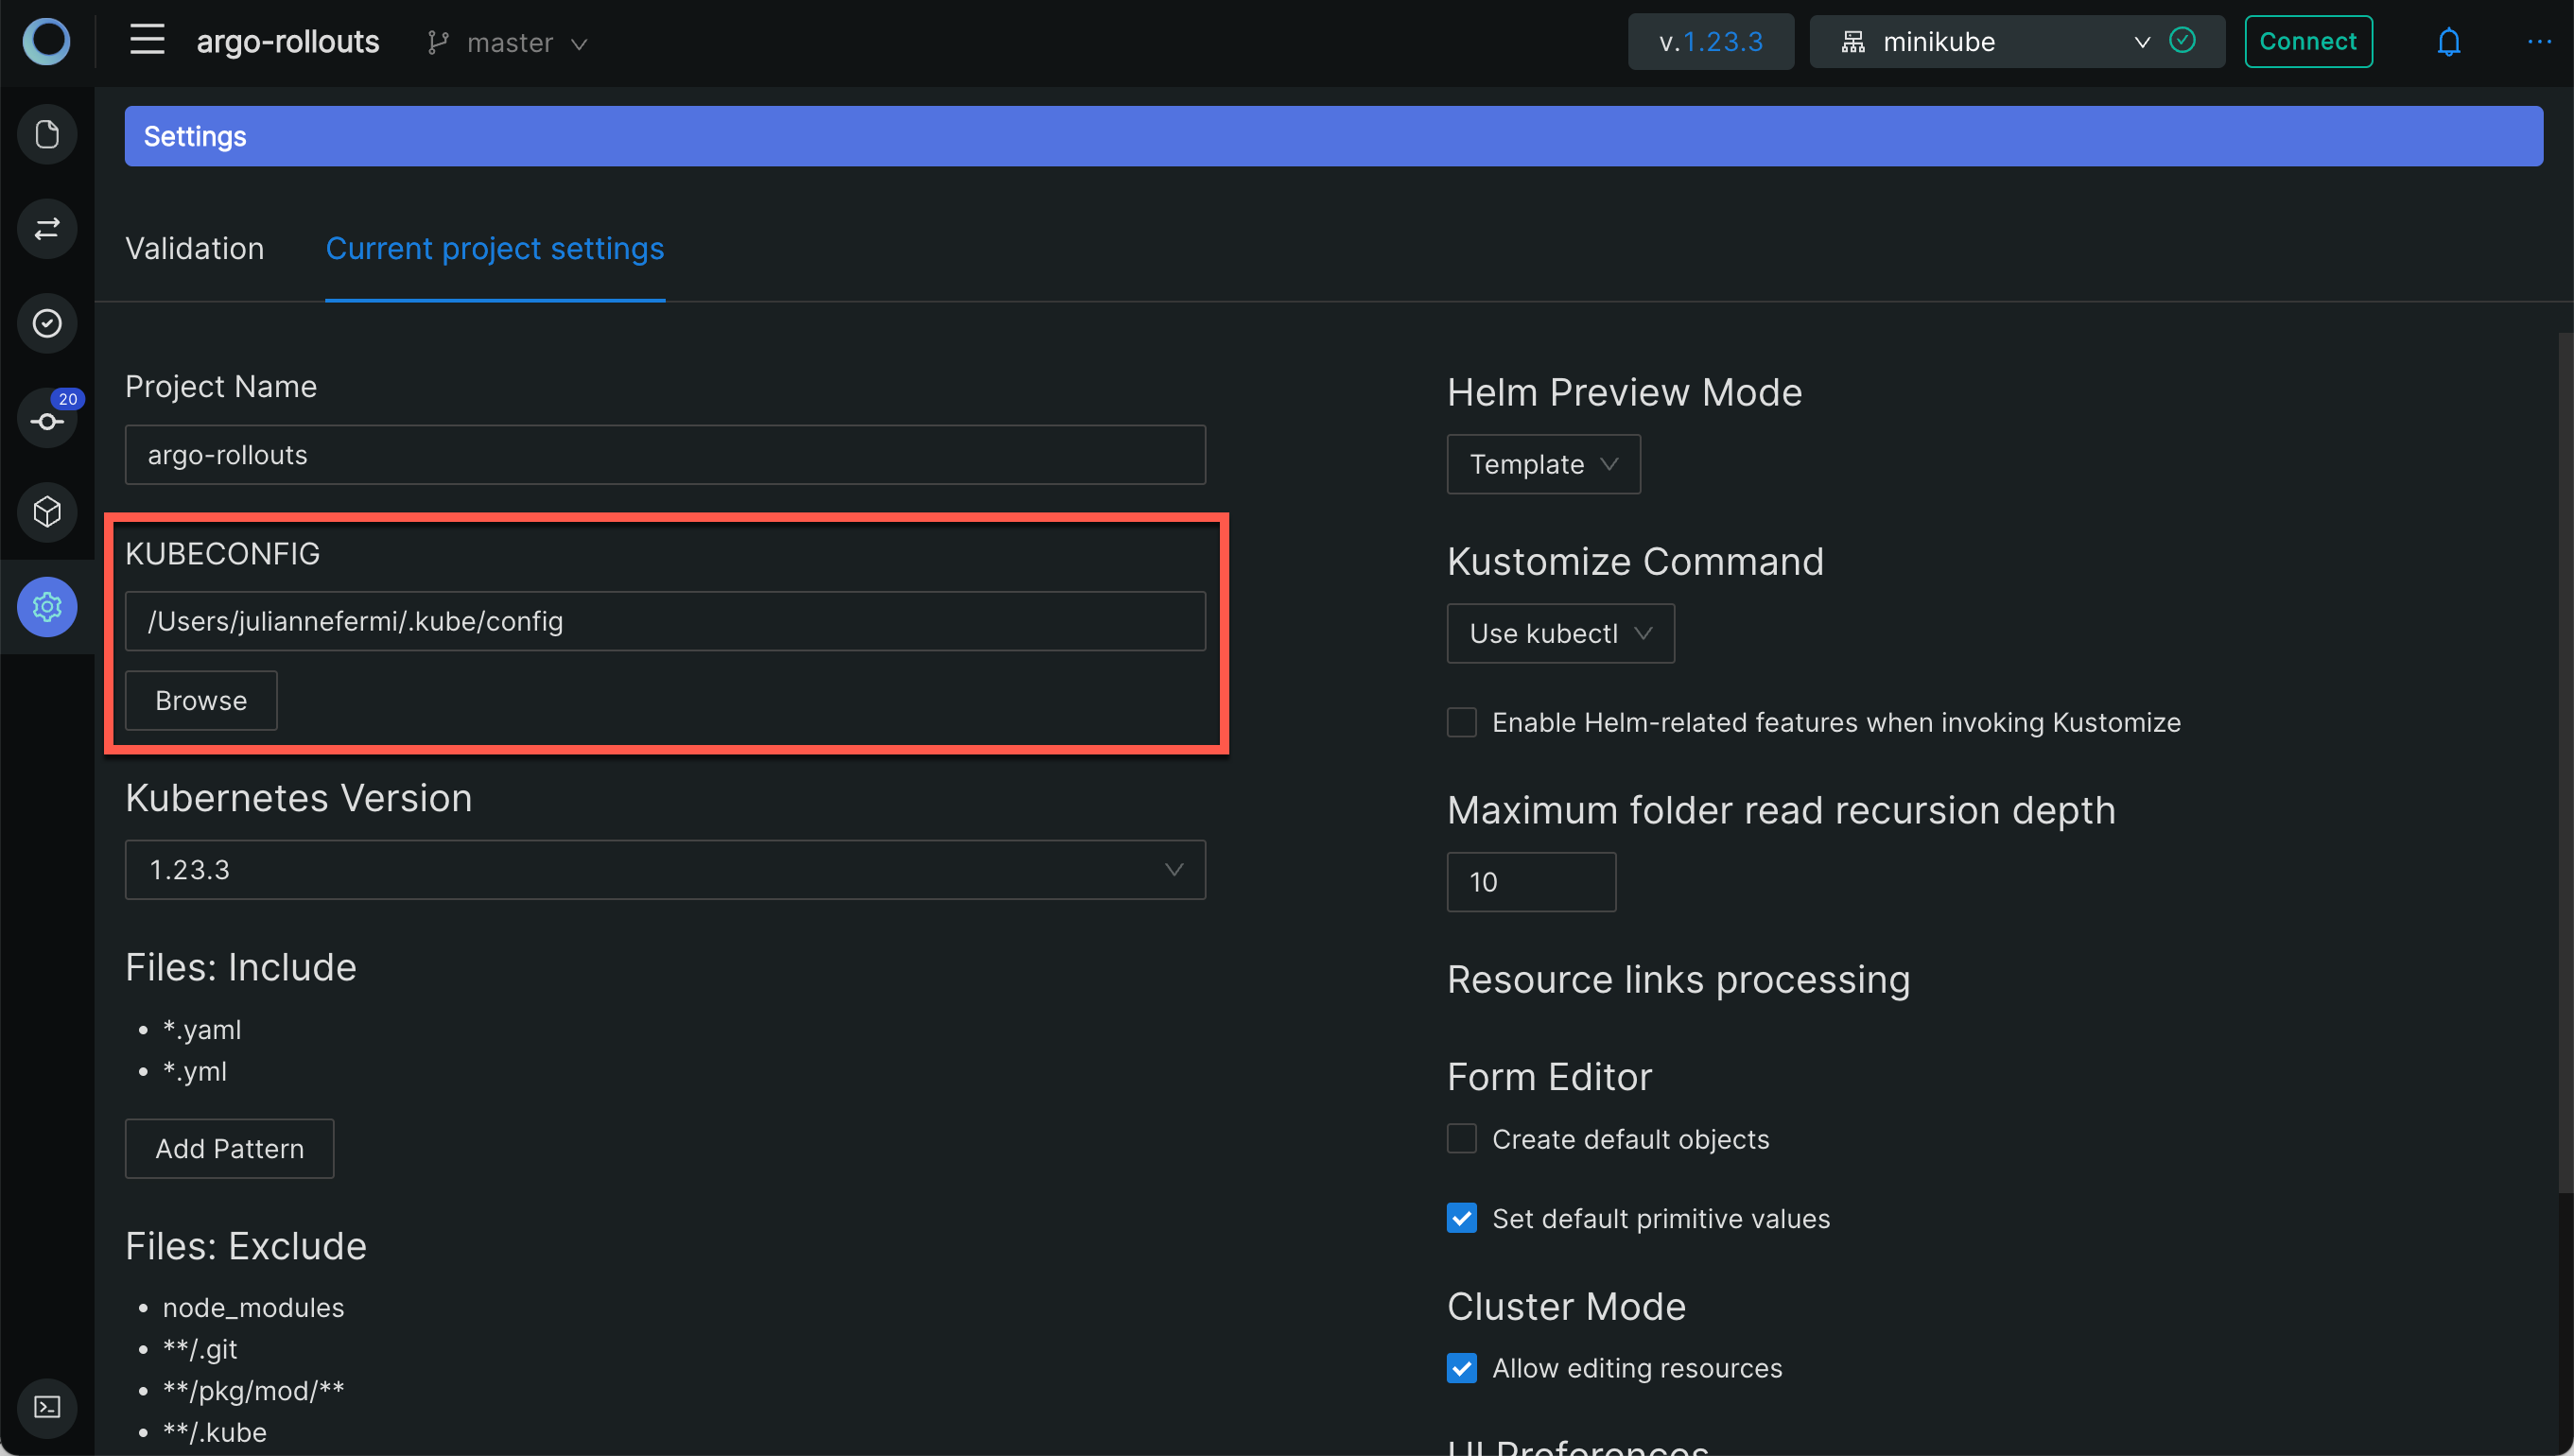 argo-rollouts
master
v.1.23.3
minikube
Connect
Settings
Validation
Current project settings
20
Project Name
argo-rollouts
KUBECONFIG
/Users/juliannefermi/.kube/config
Browse
Kubernetes Version
1.23.3
Files: Include
*.yaml
*.yml
Add Pattern
Files: Exclude
node_modules
**/.git
**/pkg/mod/**
**/.kube
Helm Preview Mode
Template
Kustomize Command
Use kubectl
Enable Helm-related features when invoking Kustomize
Maximum folder read recursion depth
10
Resource links processing
Form Editor
Create default objects
Set default primitive values
Cluster Mode
Allow editing resources
UI Preferences